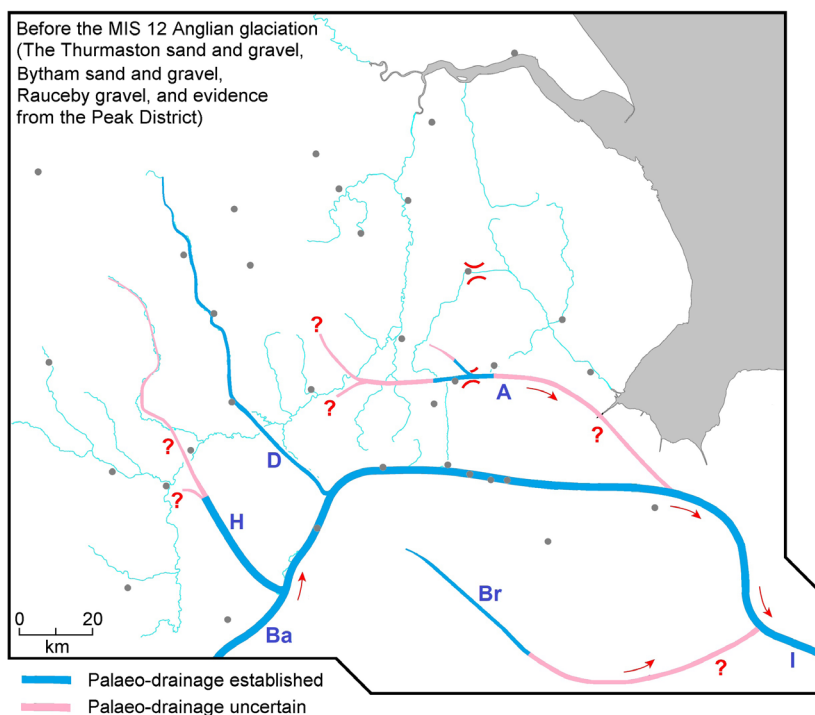 Before the MIS 12 Anglian glaciation
(The Thurmaston sand and gravel,
Bytham sand and gravel,
Rauceby gravel, and evidence
from the Peak District)
?
A
?
?
?
D
?
H
Br
Ba
?
I
0 20
km
Palaeo-drainage established
Palaeo-drainage uncertain